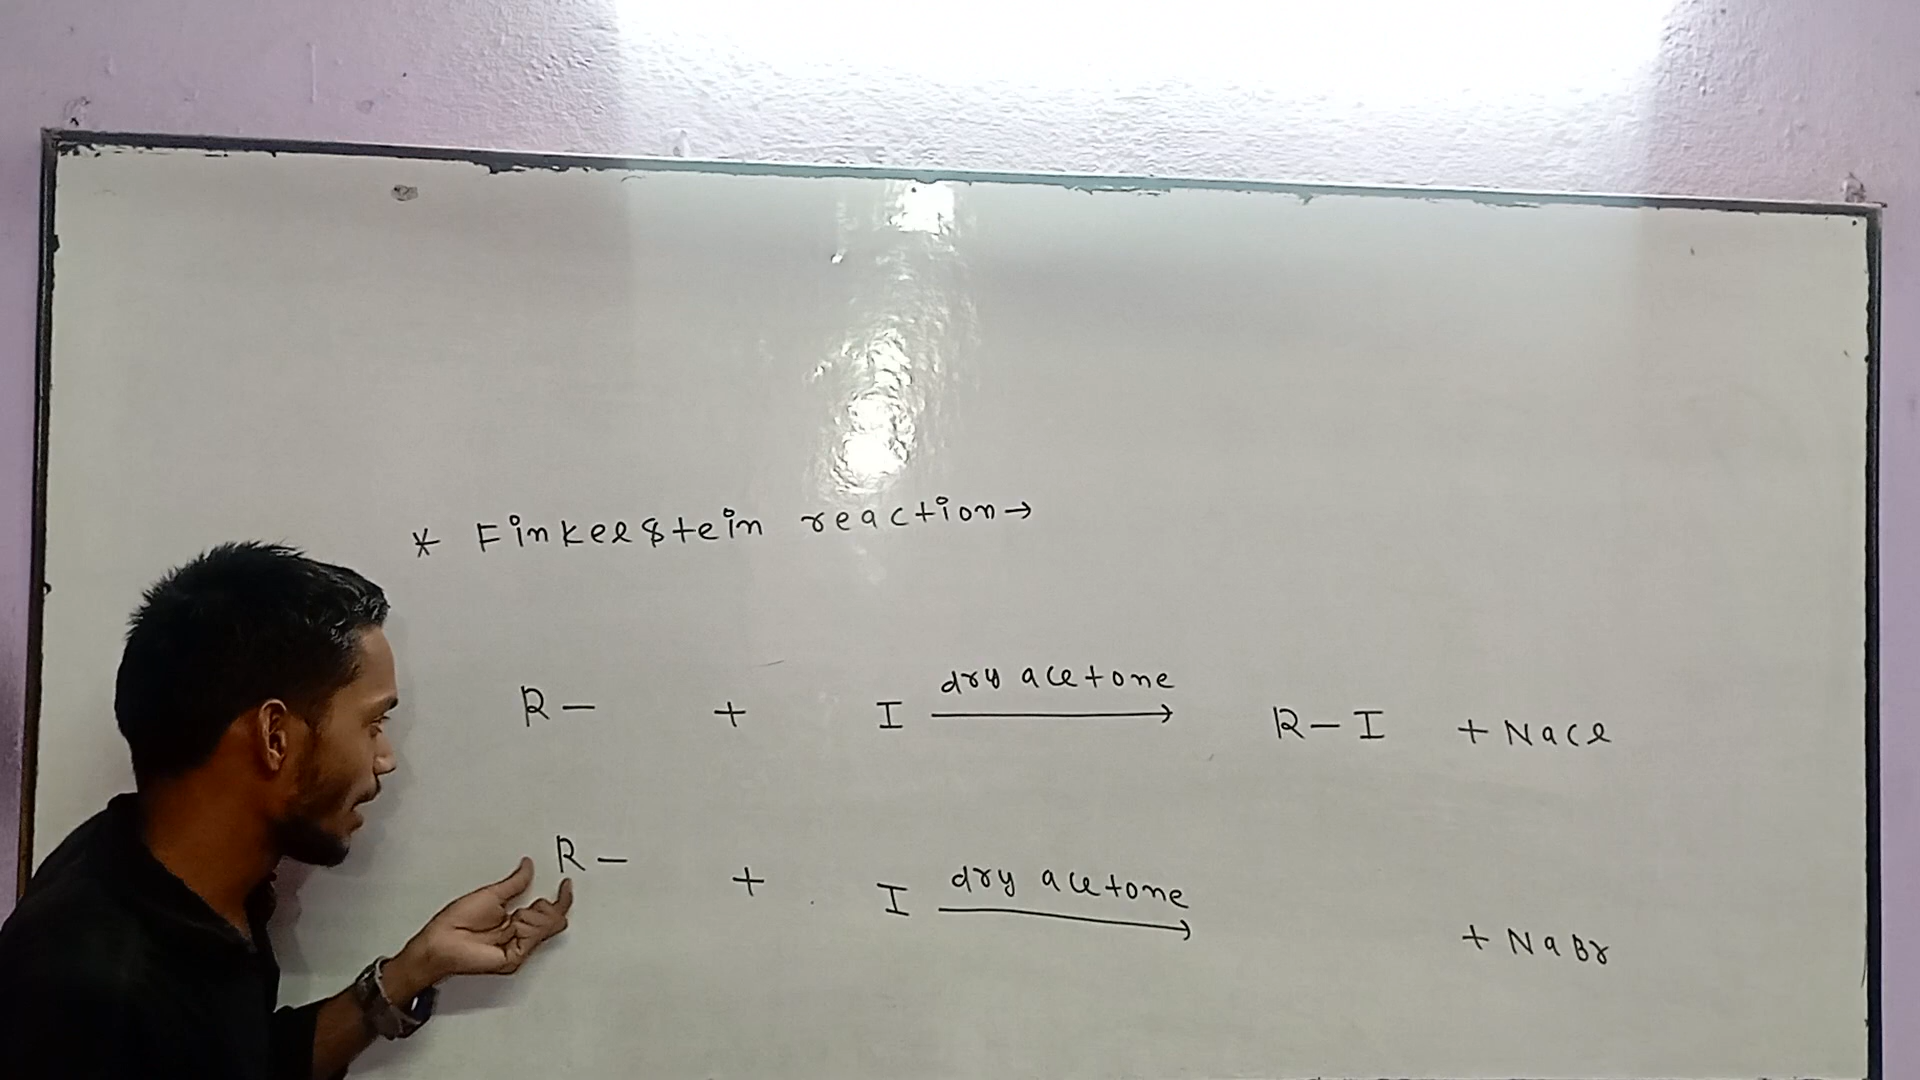 * Finkelstein reaction →
R – + I dry acetone → R – I + NaCl
R – + I dry acetone → + NaBr